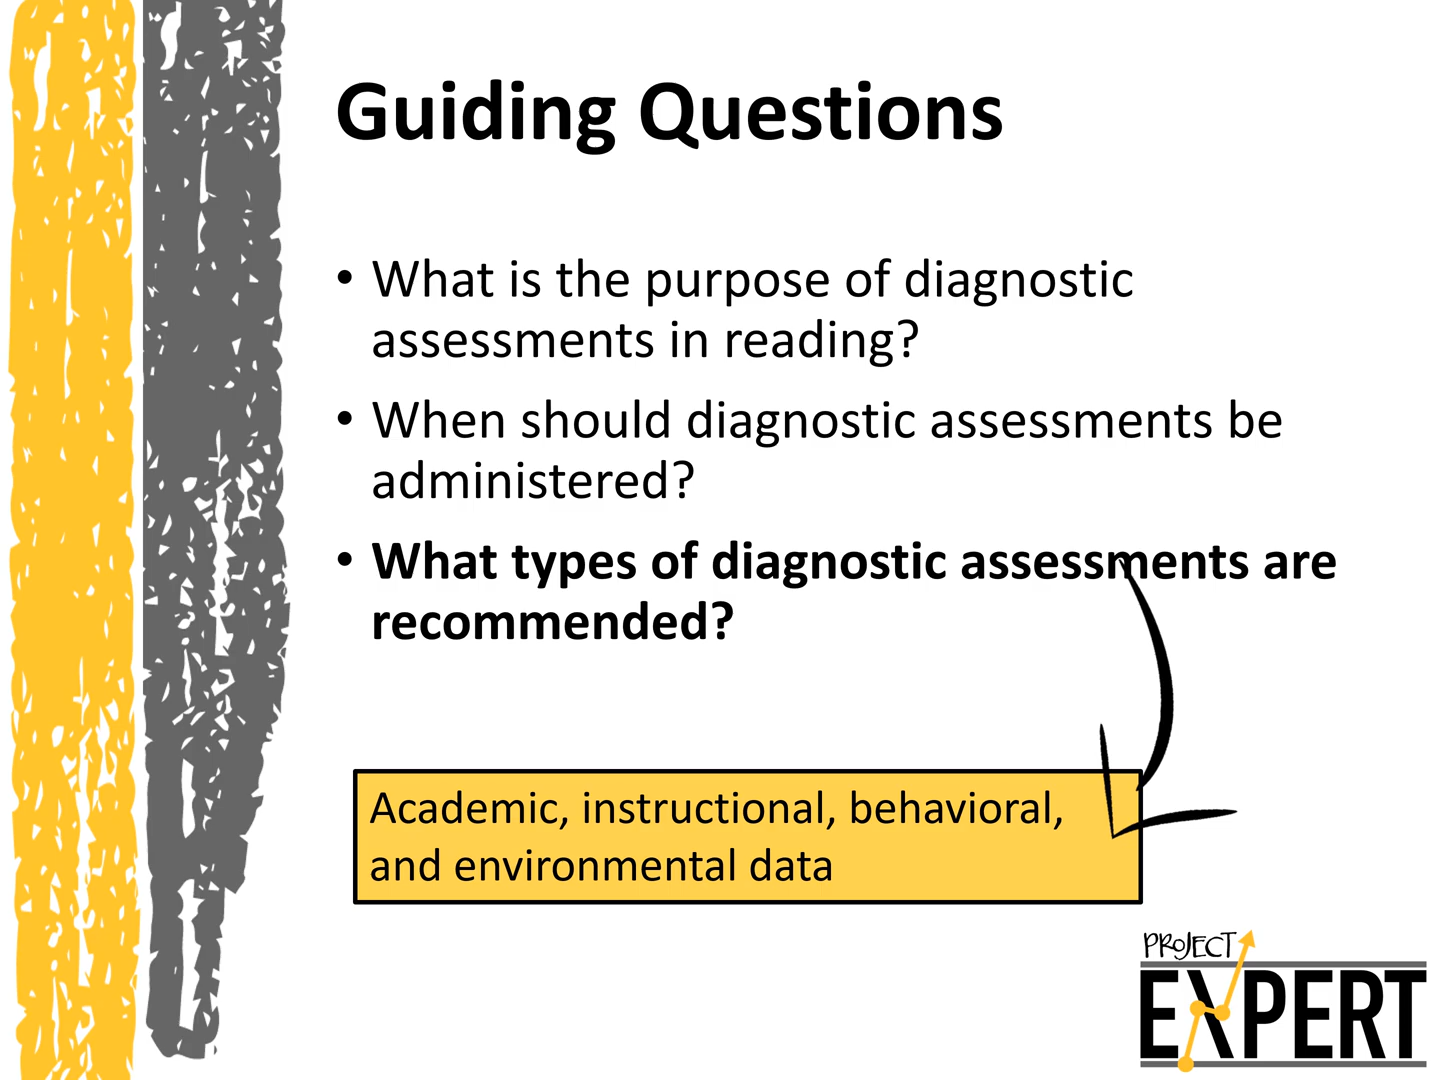 Guiding Questions
• What is the purpose of diagnostic
assessments in reading?
• When should diagnostic assessments be
administered?
• What types of diagnostic assessments are
recommended?
Academic, instructional, behavioral,
and environmental data
PROJECT
EXPERT